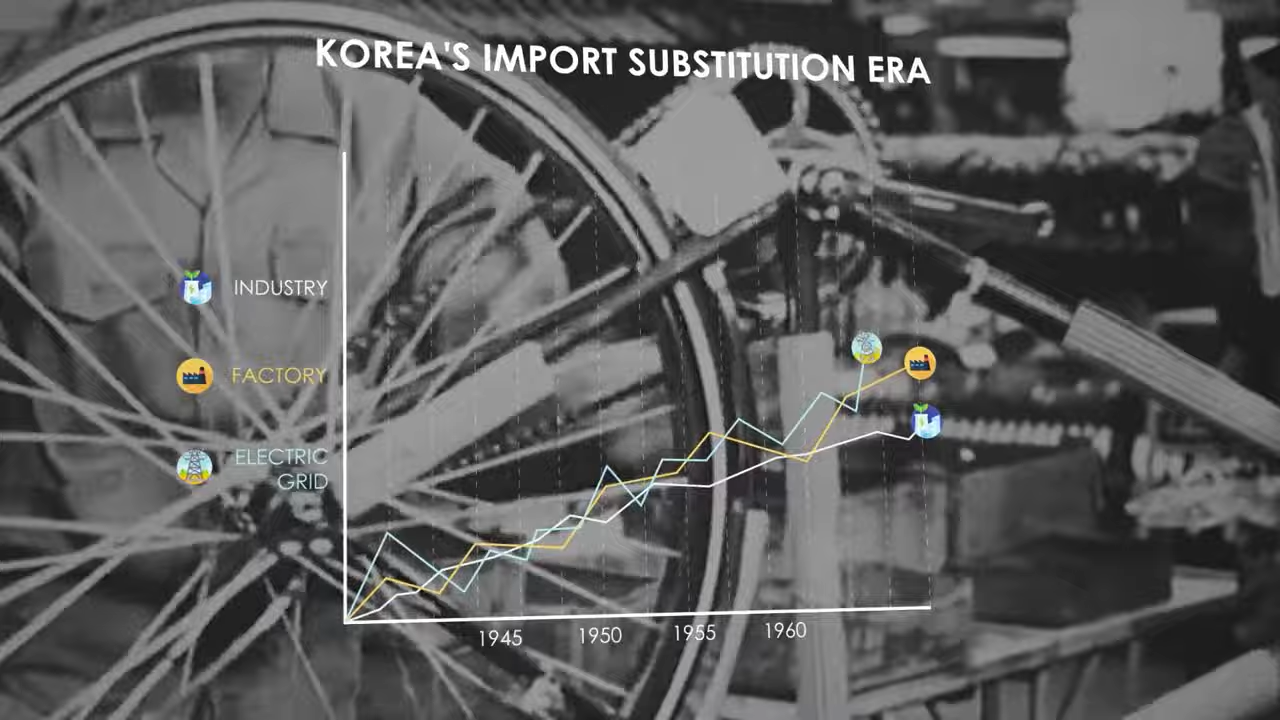 KOREA'S IMPORT SUBSTITUTION ERA
INDUSTRY
FACTORY
ELECTRIC
GRID
1945 1950 1955 1960